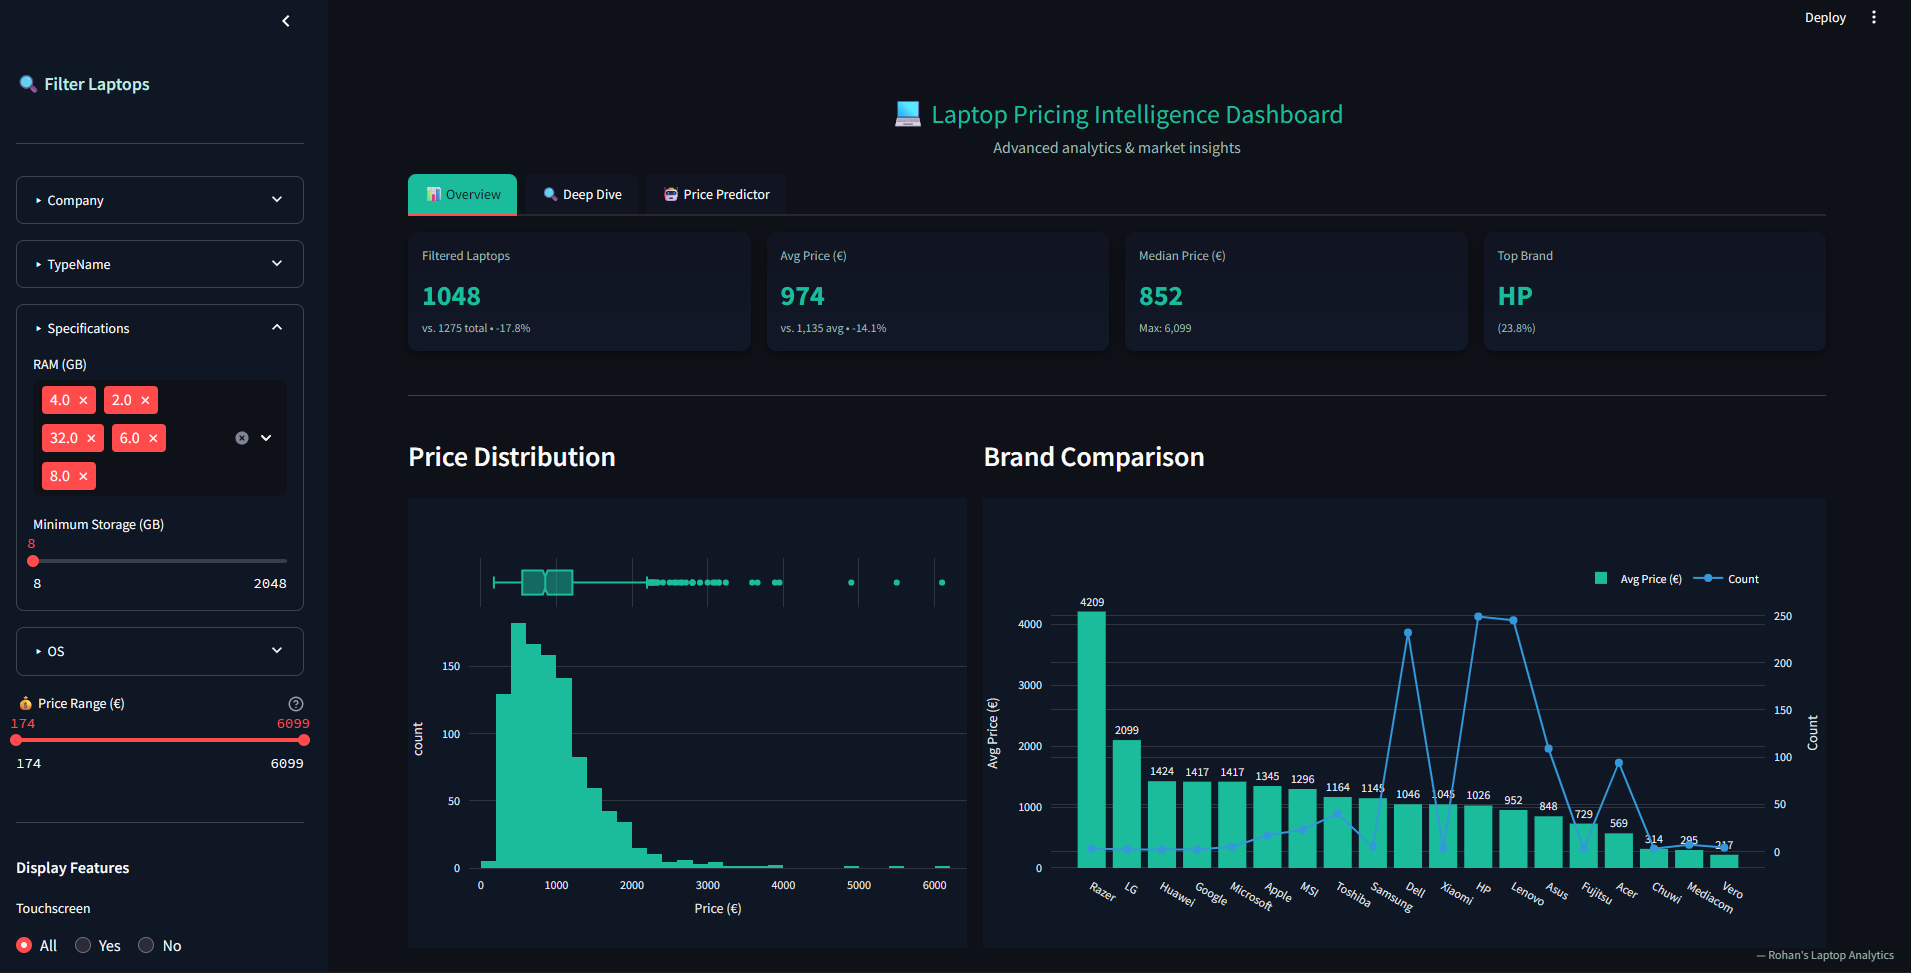 Deploy
Filter Laptops
Company
TypeName
Specifications
RAM (GB)
4.0 × 2.0 ×
32.0 × 6.0 ×
8.0 ×
Minimum Storage (GB)
8
8 2048
OS
Price Range (€)
174 6099
174 6099
Display Features
Touchscreen
All Yes No
Laptop Pricing Intelligence Dashboard
Advanced analytics & market insights
Overview Deep Dive Price Predictor
Filtered Laptops
1048
vs. 1275 total • -17.8%
Avg Price (€)
974
vs. 1,135 avg • -14.1%
Median Price (€)
852
Max: 6,099
Top Brand
HP
(23.8%)
Price Distribution
count
150
100
50
0
0 1000 2000 3000 4000 5000 6000
Price (€)
Brand Comparison
Avg Price (€) Count
Avg Price (€)
4000
3000
2000
1000
0
4209 2099 1424 1417 1417 1345 1296 1164 1145 1046 1045 1026 952 848 729 569 314 295 217
250
200
150
100
50
0
Count
Razer LG Huawei Google Microsoft Apple MSI Toshiba Samsung Dell Xiaomi HP Lenovo Asus Fujitsu Acer Chuwi Mediacom Vero
— Rohan's Laptop Analytics